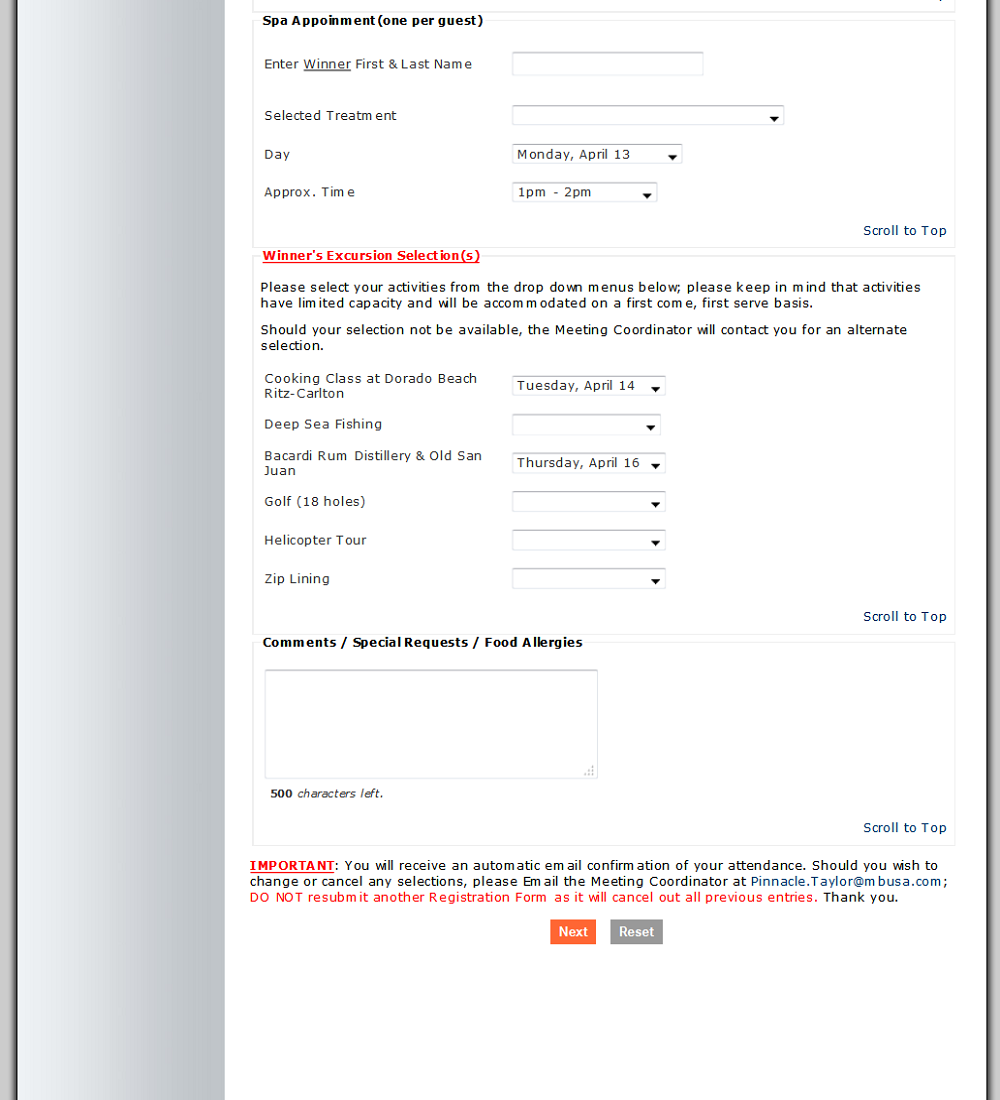 Spa Appoinment (one per guest)
Enter Winner First & Last Name
Selected Treatment
Day
Monday, April 13
Approx. Time
1pm - 2pm
Scroll to Top
Winner's Excursion Selection(s)
Please select your activities from the drop down menus below; please keep in mind that activities
have limited capacity and will be accommodated on a first come, first serve basis.
Should your selection not be available, the Meeting Coordinator will contact you for an alternate
selection.
Cooking Class at Dorado Beach
Ritz-Carlton
Tuesday, April 14
Deep Sea Fishing
Bacardi Rum Distillery & Old San
Juan
Thursday, April 16
Golf (18 holes)
Helicopter Tour
Zip Lining
Scroll to Top
Comments / Special Requests / Food Allergies
500 characters left.
Scroll to Top
IMPORTANT: You will receive an automatic email confirmation of your attendance. Should you wish to
change or cancel any selections, please Email the Meeting Coordinator at Pinnacle.Taylor@mbusa.com;
DO NOT resubmit another Registration Form as it will cancel out all previous entries. Thank you.
Next
Reset